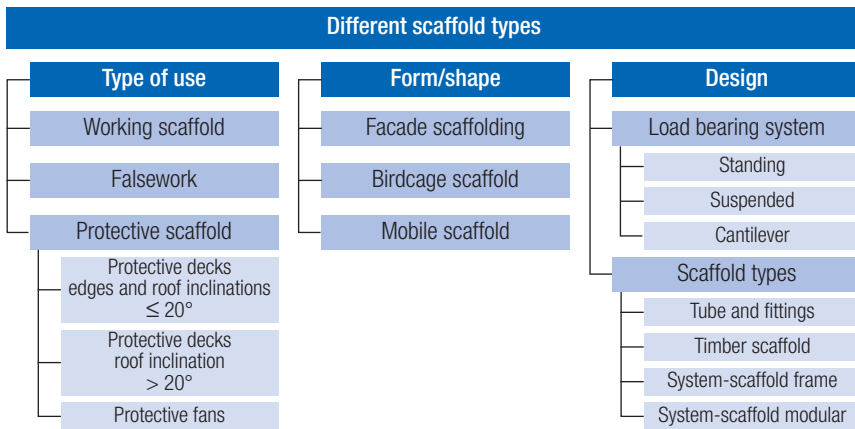 Different scaffold types
Type of use
Working scaffold
Falsework
Protective scaffold
Protective decks
edges and roof inclinations
≤ 20°
Protective decks
roof inclination
> 20°
Protective fans
Form/shape
Facade scaffolding
Birdcage scaffold
Mobile scaffold
Design
Load bearing system
Standing
Suspended
Cantilever
Scaffold types
Tube and fittings
Timber scaffold
System-scaffold frame
System-scaffold modular